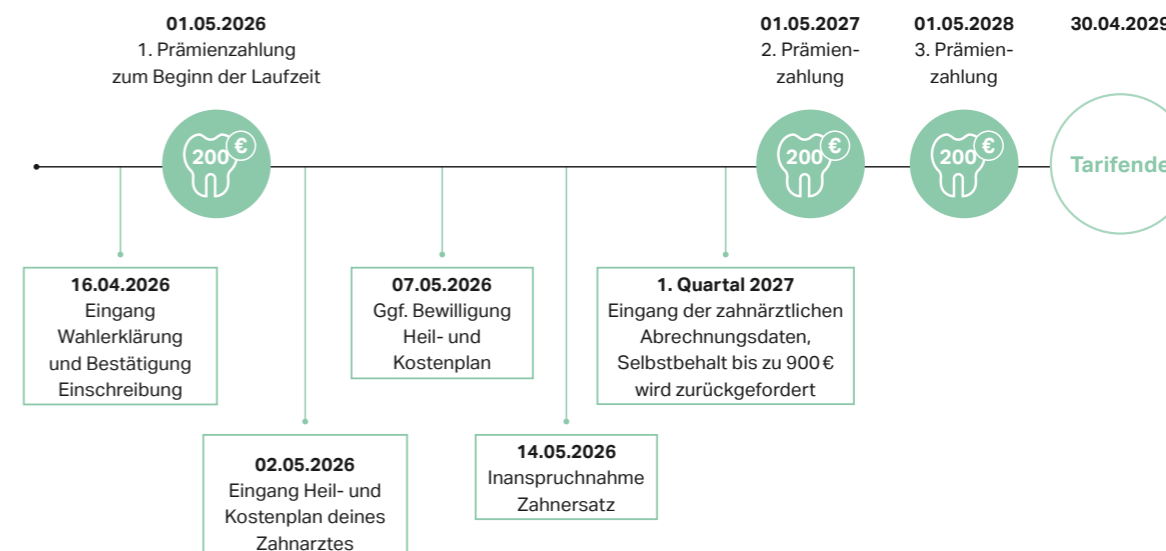 01.05.2026
1. Prämienzahlung
zum Beginn der Laufzeit
01.05.2027
2. Prämien-
zahlung
01.05.2028
3. Prämien-
zahlung
30.04.2029
200 €
200 €
200 €
Tarifende
16.04.2026
Eingang
Wahlerklärung
und Bestätigung
Einschreibung
07.05.2026
Ggf. Bewilligung
Heil- und
Kostenplan
1. Quartal 2027
Eingang der zahnärztlichen
Abrechnungsdaten,
Selbstbehalt bis zu 900 €
wird zurückgefordert
02.05.2026
Eingang Heil- und
Kostenplan deines
Zahnarztes
14.05.2026
Inanspruchnahme
Zahnersatz